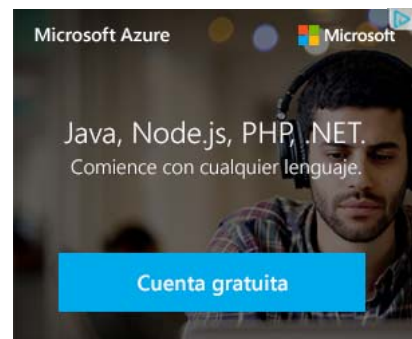 Microsoft Azure
Microsoft
Java, Node.js, PHP, .NET.
Comience con cualquier lenguaje.
Cuenta gratuita